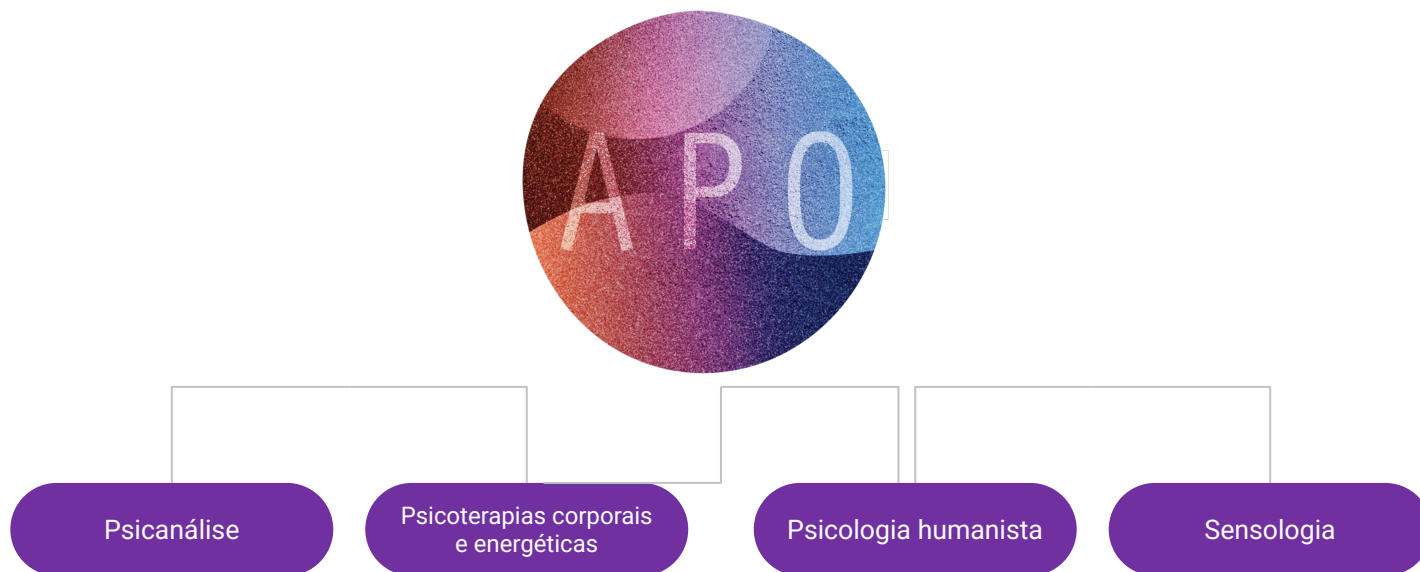 APO
Psicanálise
Psicoterapias corporais
e energéticas
Psicologia humanista
Sensologia